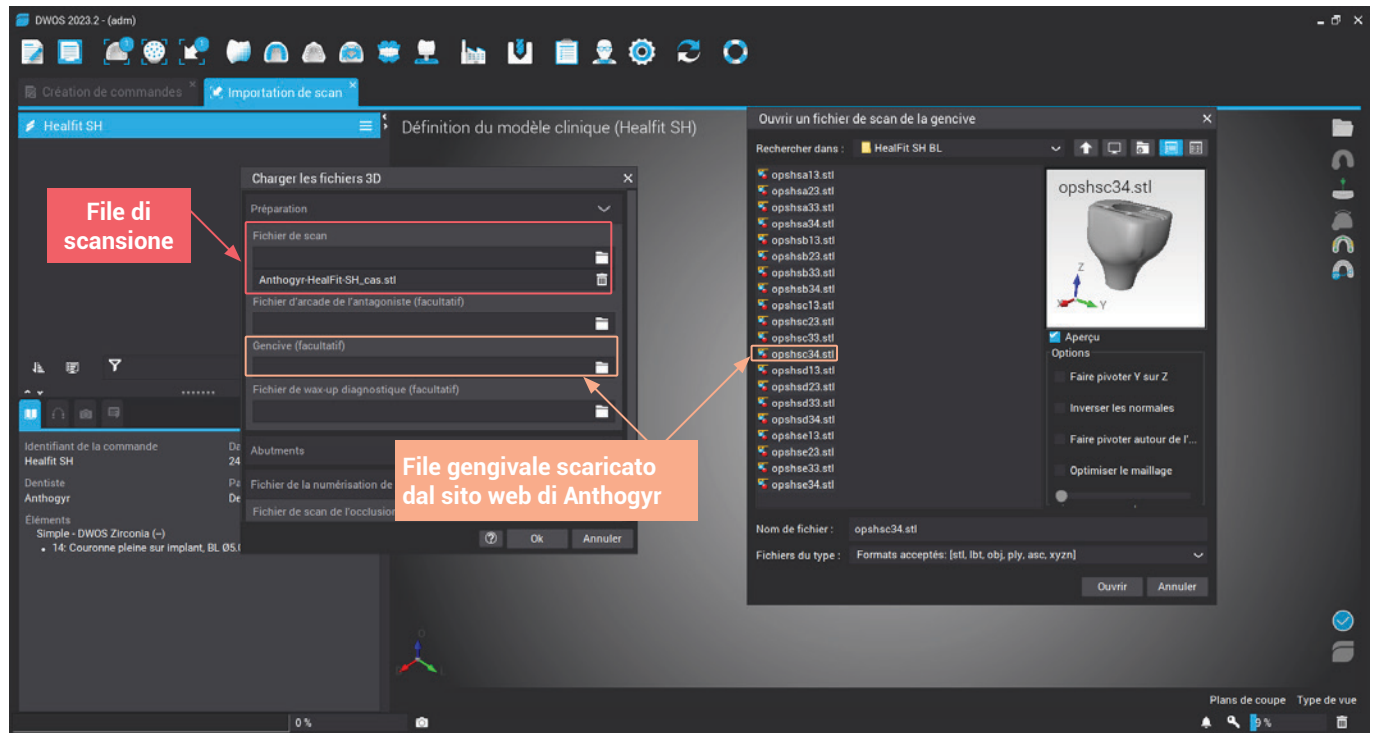 DWOS 2023.2 - (adm)
1
1
Création de commandes
Importation de scan
Healfit SH
Définition du modèle clinique (Healfit SH)
File di
scansione
Charger les fichiers 3D
Préparation
Fichier de scan
Anthogyr-HealFit-SH_cas.stl
Fichier d'arcade de l'antagoniste (facultatif)
Gencive (facultatif)
Fichier de wax-up diagnostique (facultatif)
Abutments
Fichier de la numérisation de
Fichier de scan de l'occlusion
Ok
Annuler
File gengivale scaricato
dal sito web di Anthogyr
Identifiant de la commande
Healfit SH
24
Dentiste
Anthogyr
Éléments
Simple - DWOS Zirconia (--)
14: Couronne pleine sur implant, BL
Ouvrir un fichier de scan de la gencive
Rechercher dans :
HealFit SH BL
opshsa13.stl
opshsa23.stl
opshsa33.stl
opshsa34.stl
opshsb13.stl
opshsb23.stl
opshsb33.stl
opshsb34.stl
opshsc13.stl
opshsc23.stl
opshsc33.stl
opshsc34.stl
opshsd13.stl
opshsd23.stl
opshsd33.stl
opshsd34.stl
opshse13.stl
opshse23.stl
opshse33.stl
opshse34.stl
opshsc34.stl
Z
X
Y
Aperçu
Options
Faire pivoter Y sur Z
Inverser les normales
Faire pivoter autour de l'...
Optimiser le maillage
Nom de fichier :
opshsc34.stl
Fichiers du type :
Formats acceptés: [stl, lbt, obj, ply, asc, xyzn]
Ouvrir
Annuler
Plans de coupe
Type de vue
0 %
9 %